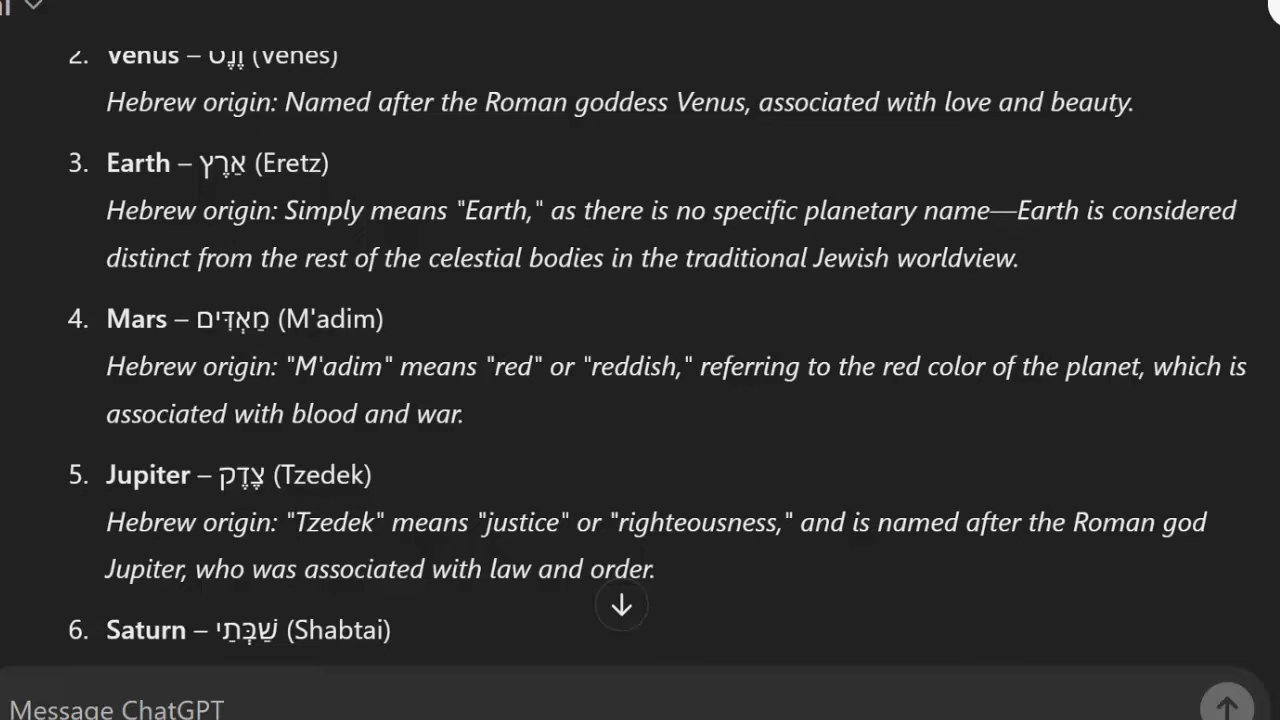 2. Venus – וֶנֶס (Venes)
Hebrew origin: Named after the Roman goddess Venus, associated with love and beauty.
3. Earth – אַרֶץ (Eretz)
Hebrew origin: Simply means "Earth," as there is no specific planetary name—Earth is considered
distinct from the rest of the celestial bodies in the traditional Jewish worldview.
4. Mars – מַאְדִּים (M'adim)
Hebrew origin: "M'adim" means "red" or "reddish," referring to the red color of the planet, which is
associated with blood and war.
5. Jupiter – צֶדֶק (Tzedek)
Hebrew origin: "Tzedek" means "justice" or "righteousness," and is named after the Roman god
Jupiter, who was associated with law and order.
6. Saturn – שַׁבְּתַי (Shabtai)
Message ChatGPT